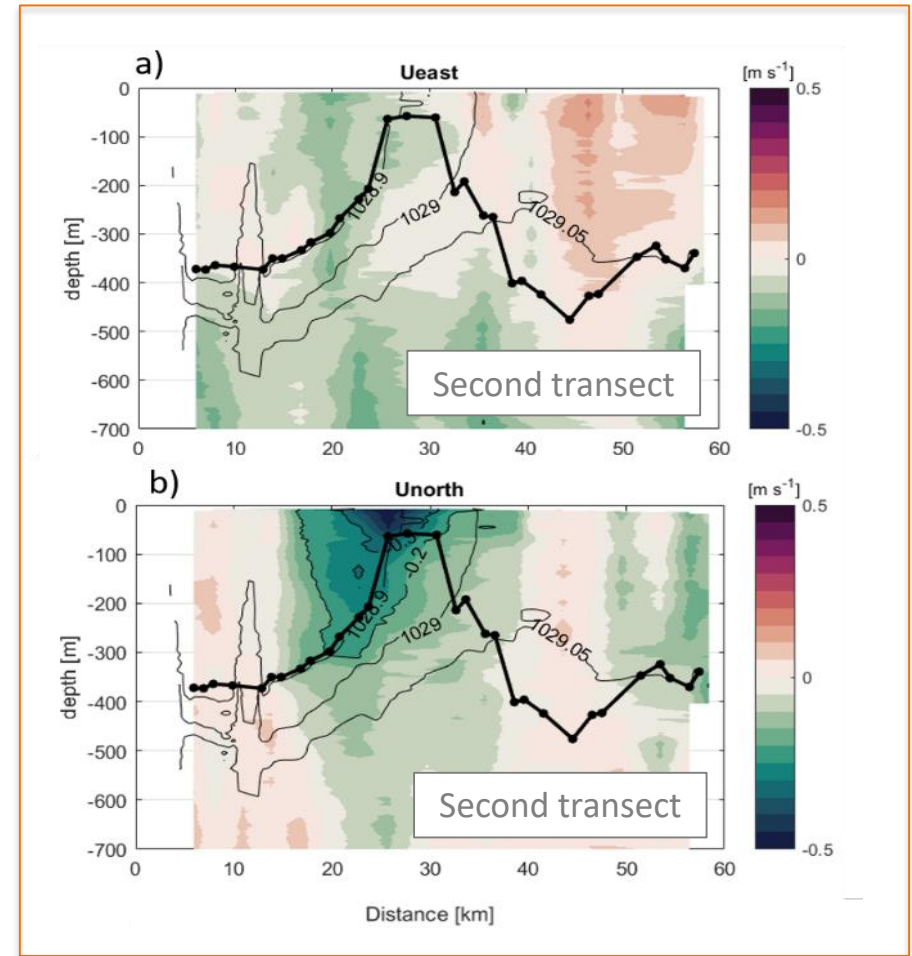 a)
Ueast
[m s⁻¹]
0
-100
-200
-300
-400
-500
-600
-700
depth [m]
1028.9
1029
1029.05
Second transect
0.5
0
-0.5
0 10 20 30 40 50 60
b)
Unorth
[m s⁻¹]
0
-100
-200
-300
-400
-500
-600
-700
depth [m]
-0.2
1028.9
1029
1029.05
Second transect
0.5
0
-0.5
0 10 20 30 40 50 60
Distance [km]